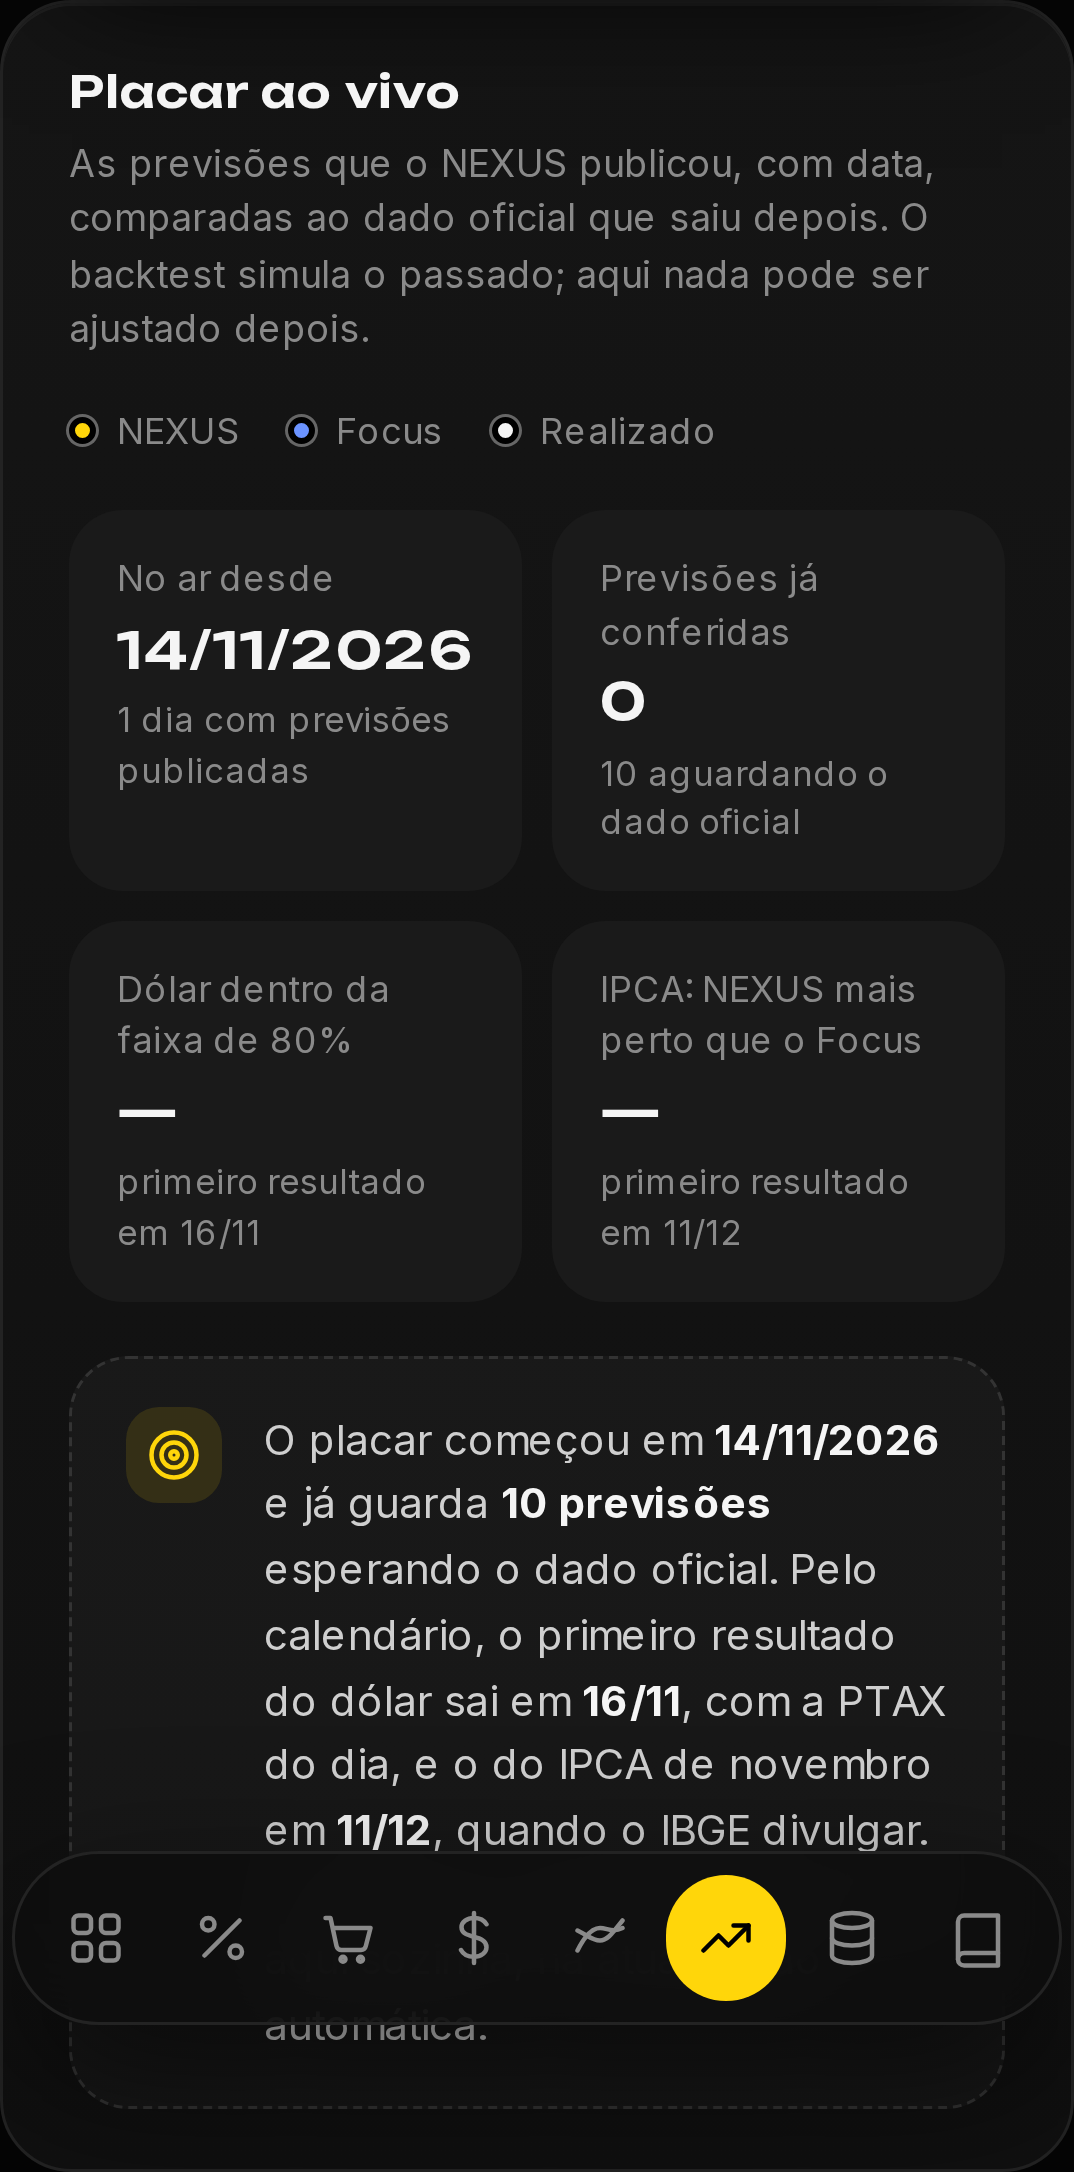 Placar ao vivo
As previsões que o NEXUS publicou, com data,
comparadas ao dado oficial que saiu depois. O
backtest simula o passado; aqui nada pode ser
ajustado depois.
NEXUS Focus Realizado
No ar desde
14/11/2026
1 dia com previsões
publicadas
Previsões já
conferidas
0
10 aguardando o
dado oficial
Dólar dentro da
faixa de 80%
—
primeiro resultado
em 16/11
IPCA: NEXUS mais
perto que o Focus
—
primeiro resultado
em 11/12
O placar começou em 14/11/2026
e já guarda 10 previsões
esperando o dado oficial. Pelo
calendário, o primeiro resultado
do dólar sai em 16/11, com a PTAX
do dia, e o do IPCA de novembro
em 11/12, quando o IBGE divulgar.
automática.